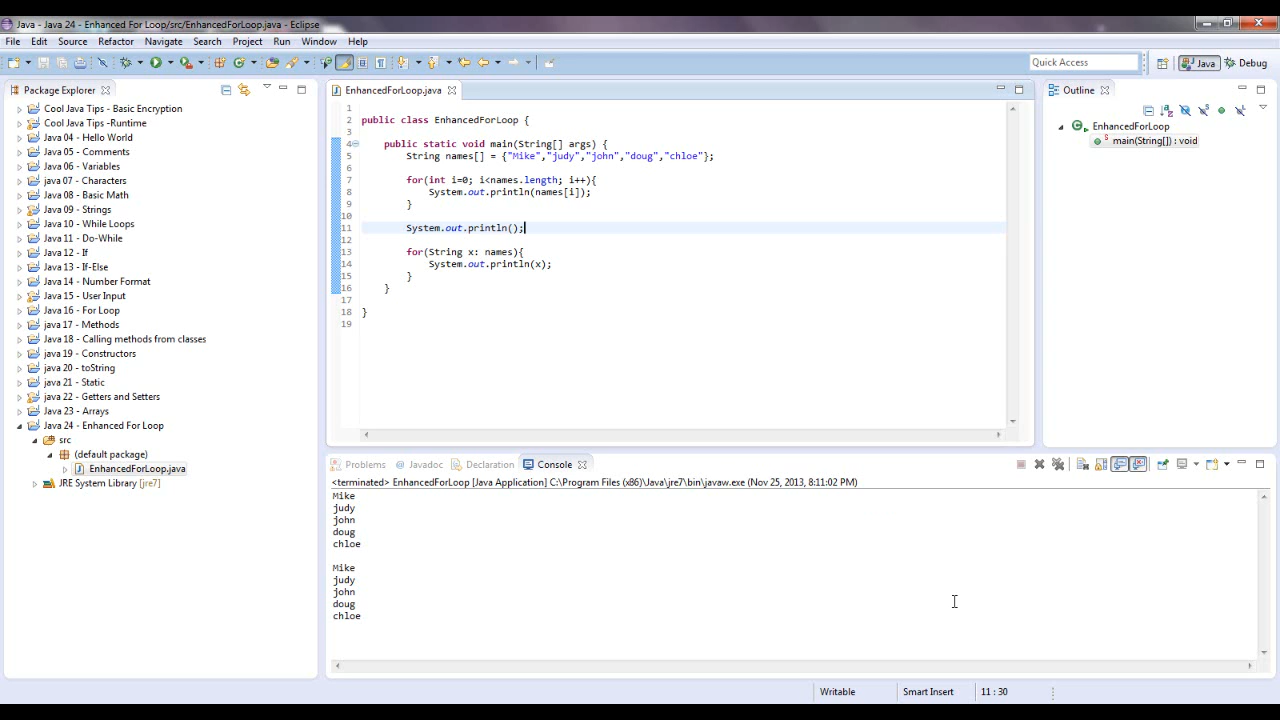 Java - Java 24 - Enhanced For Loop/src/EnhancedForLoop.java - Eclipse
File Edit Source Refactor Navigate Search Project Run Window Help
Quick Access Java Debug
Package Explorer
Cool Java Tips - Basic Encryption
Cool Java Tips -Runtime
Java 04 - Hello World
Java 05 - Comments
Java 06 - Variables
java 07 - Characters
Java 08 - Basic Math
Java 09 - Strings
Java 10 - While Loops
Java 11 - Do-While
Java 12 - If
Java 13 - If-Else
Java 14 - Number Format
Java 15 - User Input
Java 16 - For Loop
java 17 - Methods
Java 18 - Calling methods from classes
java 19 - Constructors
java 20 - toString
java 21 - Static
java 22 - Getters and Setters
Java 23 - Arrays
Java 24 - Enhanced For Loop
src
(default package)
EnhancedForLoop.java
JRE System Library [jre7]
EnhancedForLoop.java
1
2 public class EnhancedForLoop {
3
4 public static void main(String[] args) {
5 String names[] = {"Mike","judy","john","doug","chloe"};
6
7 for(int i=0; i<names.length; i++){
8 System.out.println(names[i]);
9 }
10
11 System.out.println();
12
13 for(String x: names){
14 System.out.println(x);
15 }
16 }
17
18 }
19
Outline
EnhancedForLoop
main(String[]) : void
Problems Javadoc Declaration Console
<terminated> EnhancedForLoop [Java Application] C:\Program Files (x86)\Java\jre7\bin\javaw.exe (Nov 25, 2013, 8:11:02 PM)
Mike
judy
john
doug
chloe
Mike
judy
john
doug
chloe
Writable Smart Insert 11 : 30